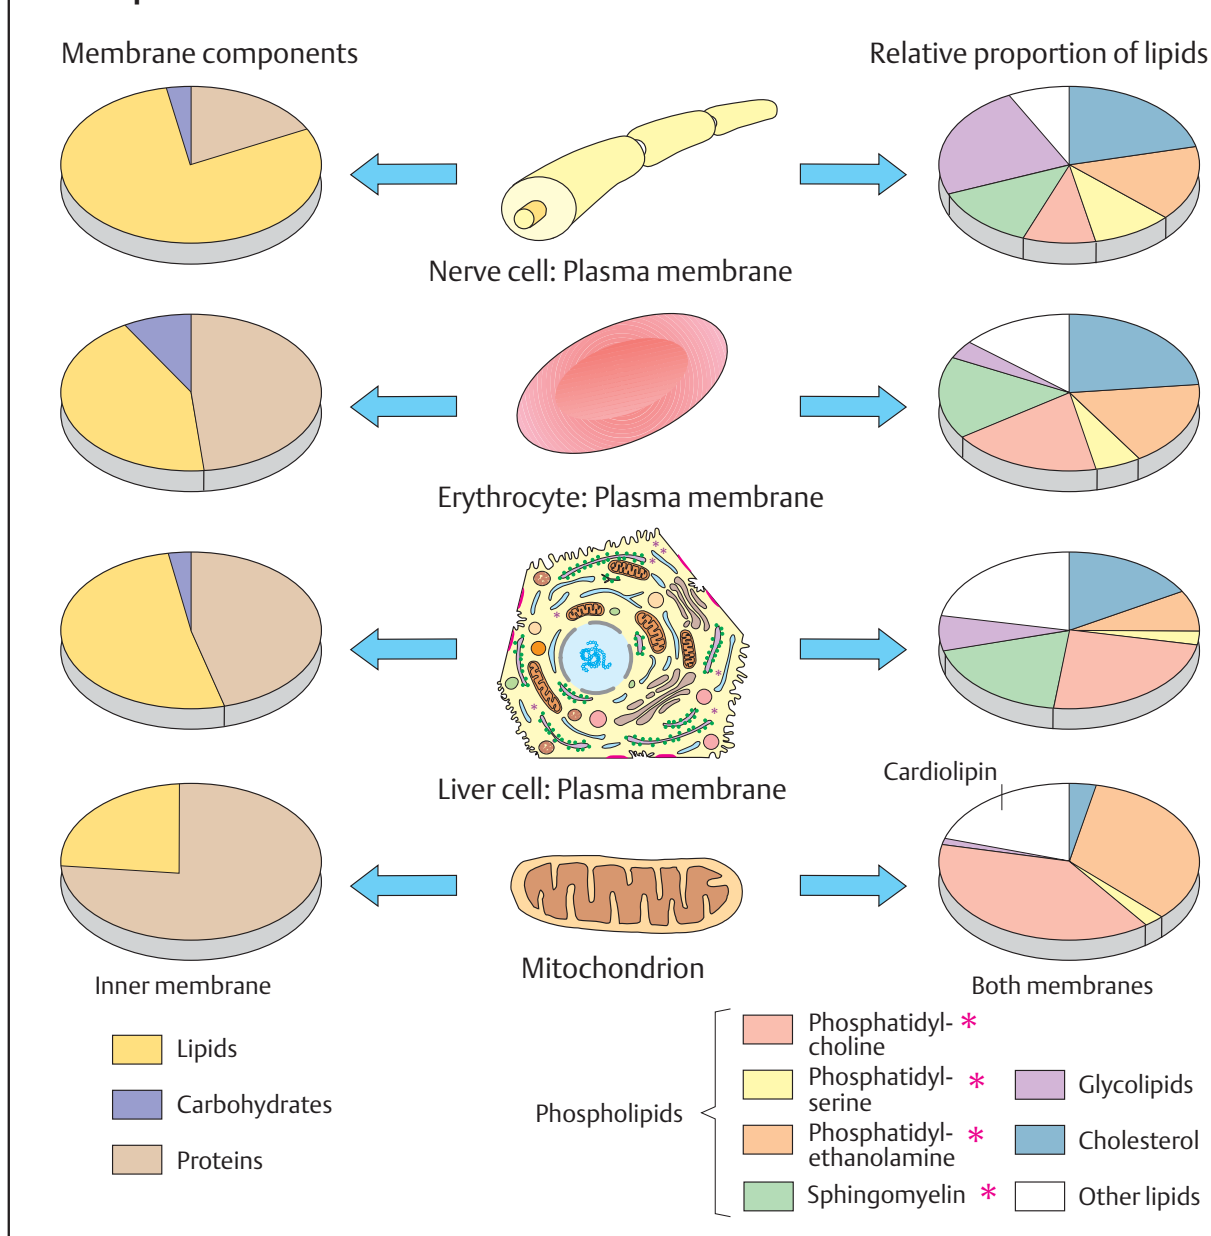 Membrane components
Relative proportion of lipids
Nerve cell: Plasma membrane
Erythrocyte: Plasma membrane
Liver cell: Plasma membrane
Cardiolipin
Mitochondrion
Inner membrane
Both membranes
Lipids
Carbohydrates
Proteins
Phospholipids
Phosphatidyl- *
choline
Phosphatidyl- *
serine
Phosphatidyl- *
ethanolamine
Sphingomyelin *
Glycolipids
Cholesterol
Other lipids